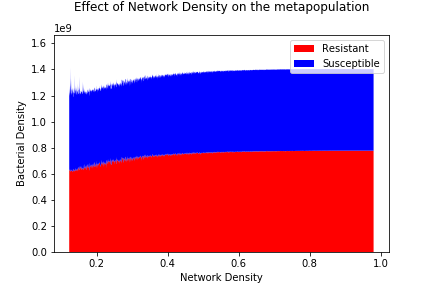 Effect of Network Density on the metapopulation
1e9
1.6
1.4
1.2
1.0
0.8
0.6
0.4
0.2
0.0
Bacterial Density
Resistant
Susceptible
0.2 0.4 0.6 0.8 1.0
Network Density